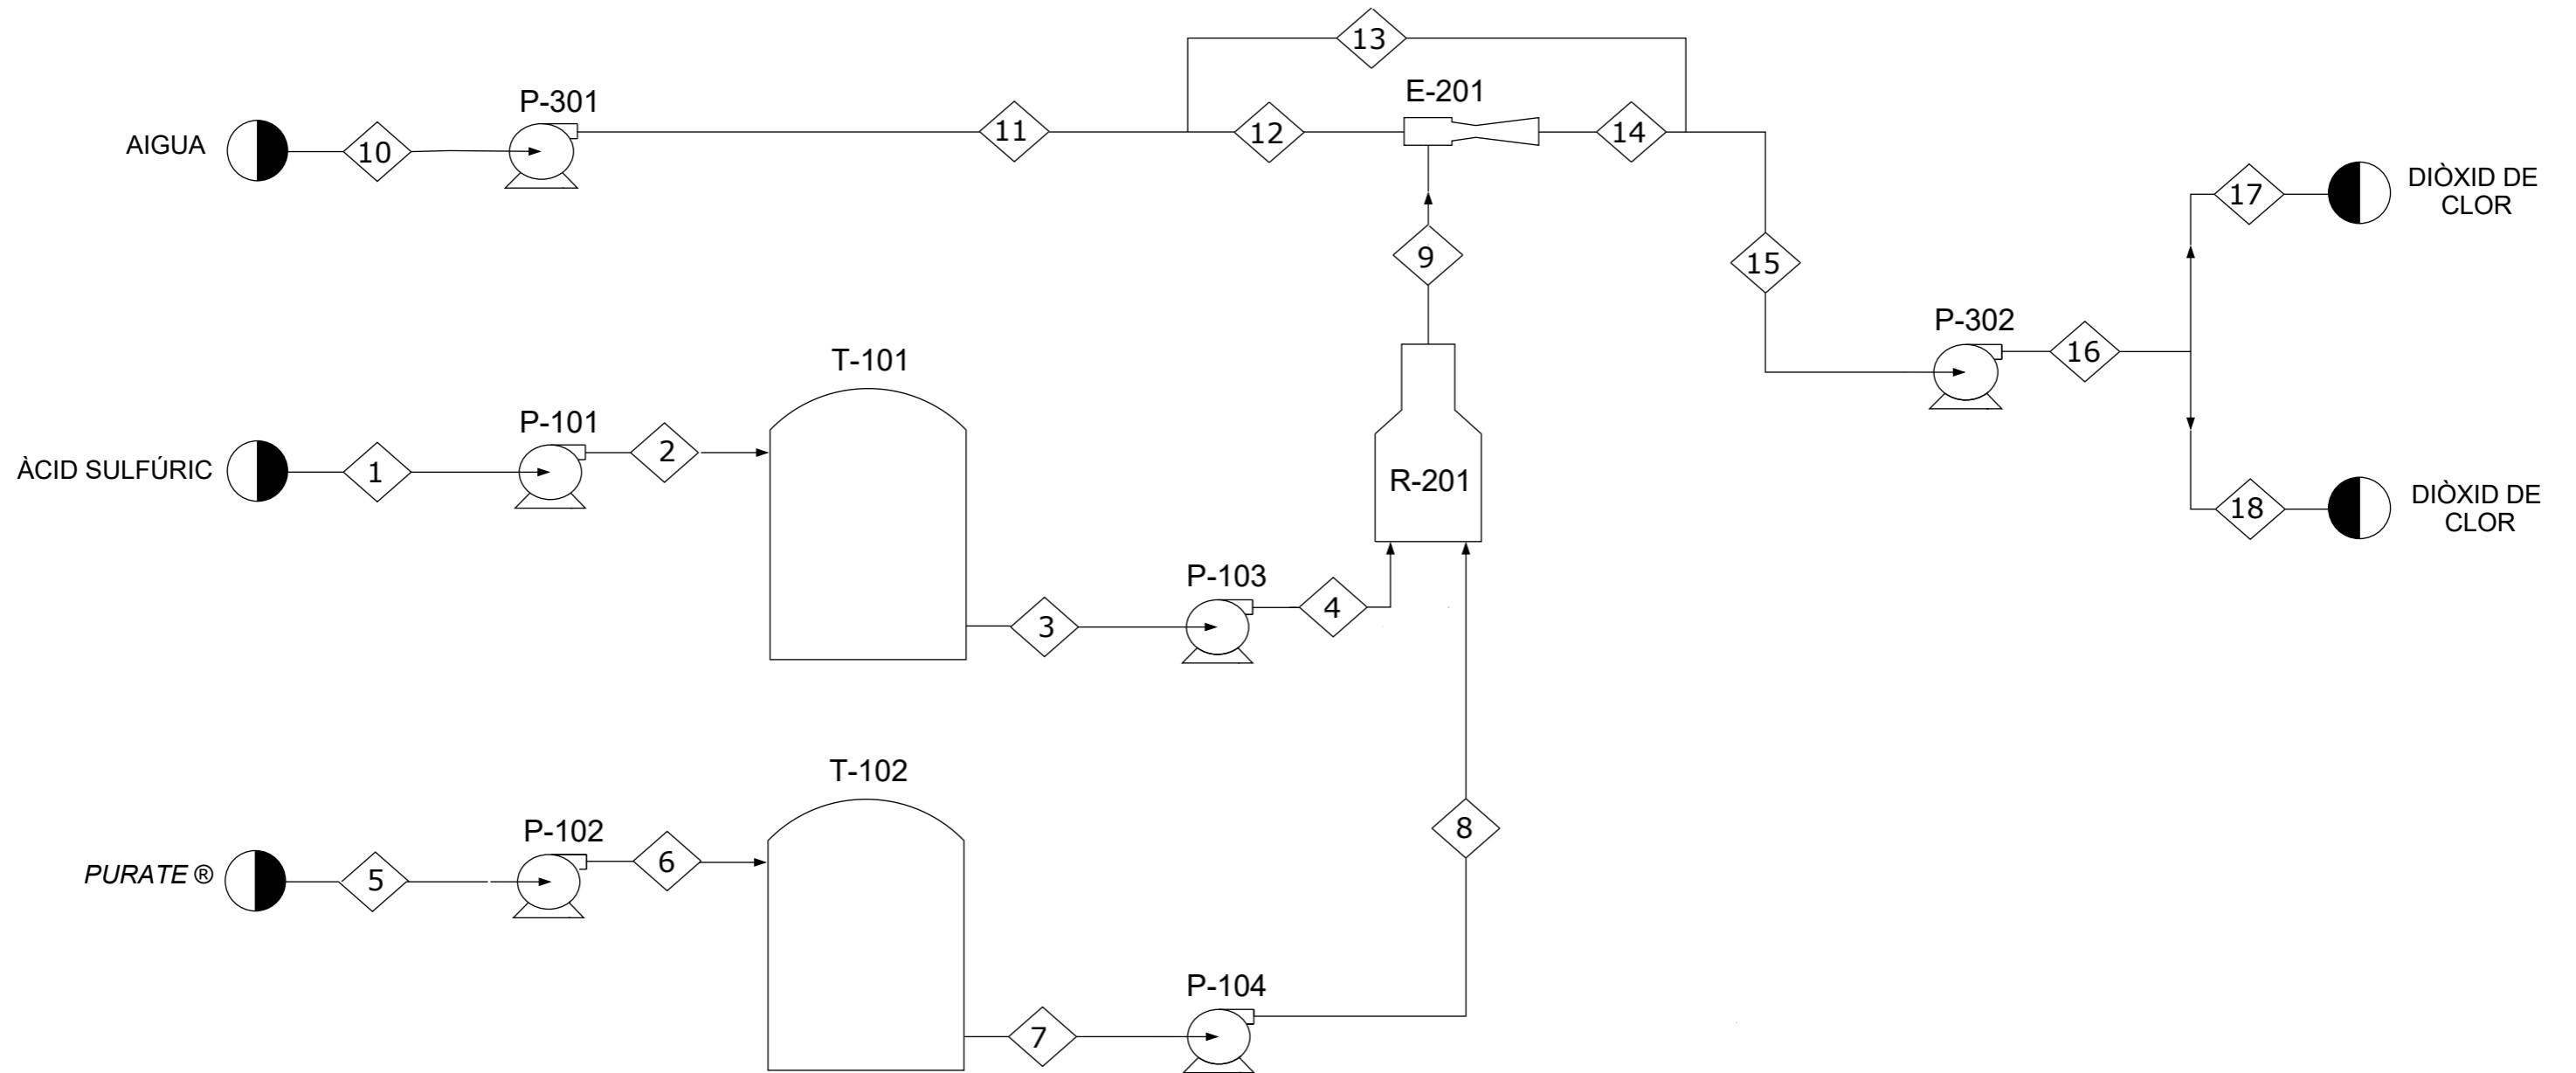 13
P-301
E-201
AIGUA
10
11
12
14
17
DIÒXID DE
CLOR
9
15
P-302
16
T-101
P-101
2
ÀCID SULFÚRIC
1
R-201
18
DIÒXID DE
CLOR
P-103
3
4
T-102
P-102
6
PURATE ®
5
8
P-104
7